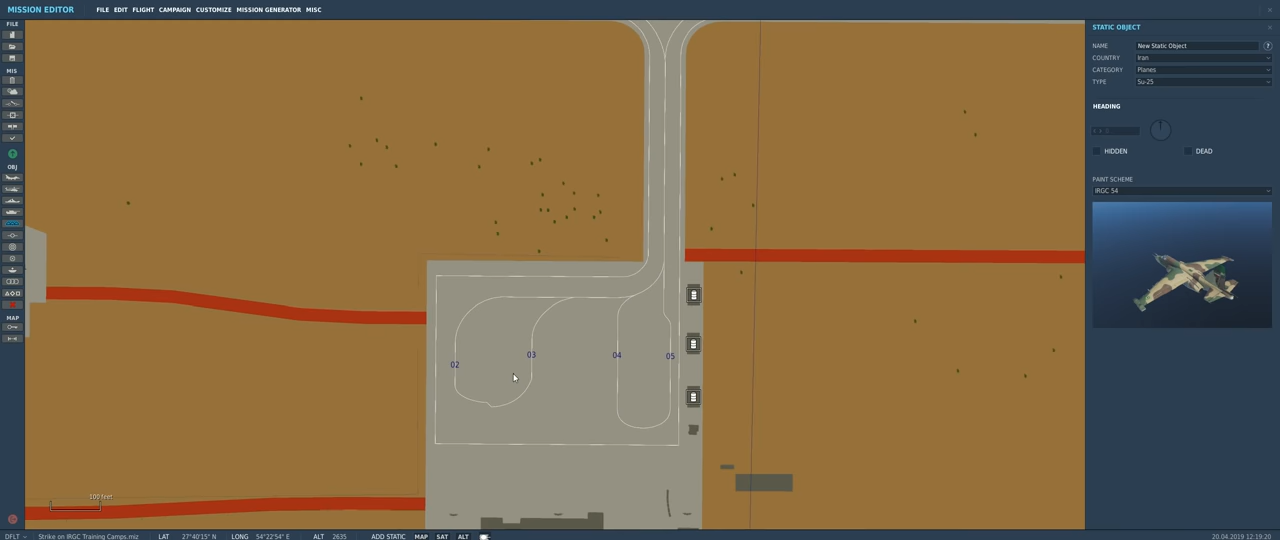 MISSION EDITOR FILE EDIT FLIGHT CAMPAIGN CUSTOMIZE MISSION GENERATOR MISC
FILE
MIS
OBJ
MAP
STATIC OBJECT
NAME New Static Object ?
COUNTRY Iran
CATEGORY Planes
TYPE Su-25
HEADING
HIDDEN DEAD
PAINT SCHEME
IRGC 54
02
03
04
05
100 feet
DFLT Strike on IRGC Training Camps.miz LAT 27°40'15" N LONG 54°22'54" E ALT 2635 ADD STATIC MAP SAT ALT 20.04.2019 12:19:20